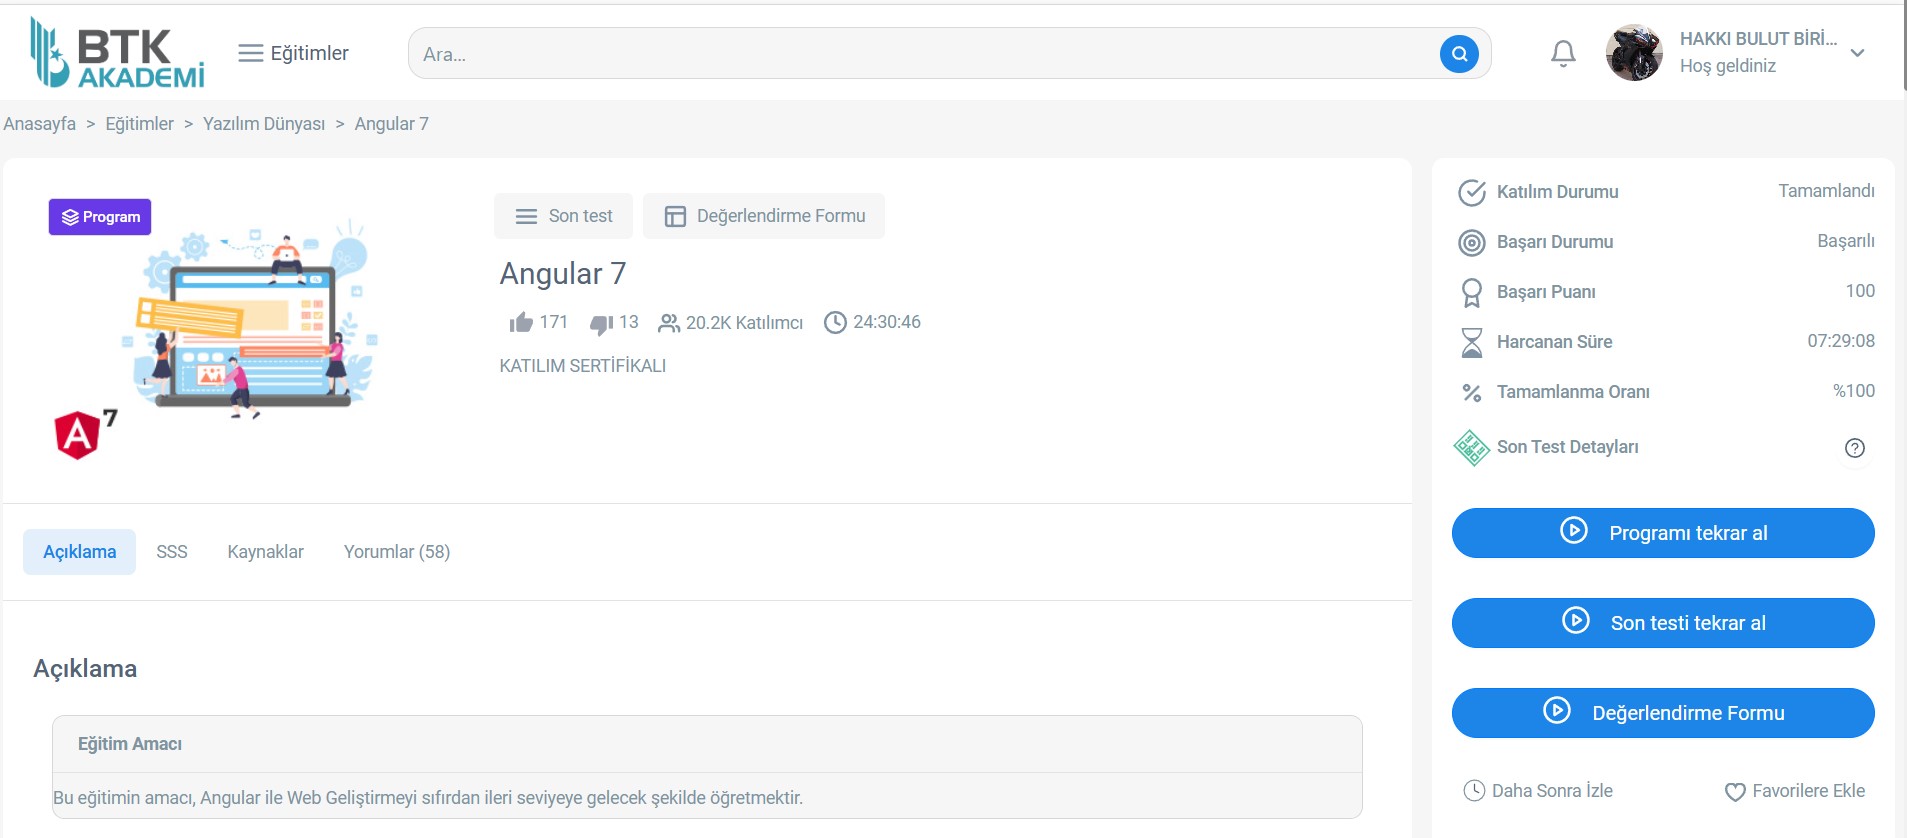 BTK
AKADEMİ
Eğitimler
Ara...
HAKKI BULUT BİRİ...
Hoş geldiniz
Anasayfa > Eğitimler > Yazılım Dünyası > Angular 7
Program
7
A
Son test
Değerlendirme Formu
Angular 7
171
13
20.2K Katılımcı
24:30:46
KATILIM SERTİFİKALI
Açıklama
SSS
Kaynaklar
Yorumlar (58)
Açıklama
Eğitim Amacı
Bu eğitimin amacı, Angular ile Web Geliştirmeyi sıfırdan ileri seviyeye gelecek şekilde öğretmektir.
Katılım Durumu Tamamlandı
Başarı Durumu Başarılı
Başarı Puanı 100
Harcanan Süre 07:29:08
% Tamamlanma Oranı %100
Son Test Detayları ?
Programı tekrar al
Son testi tekrar al
Değerlendirme Formu
Daha Sonra İzle
Favorilere Ekle